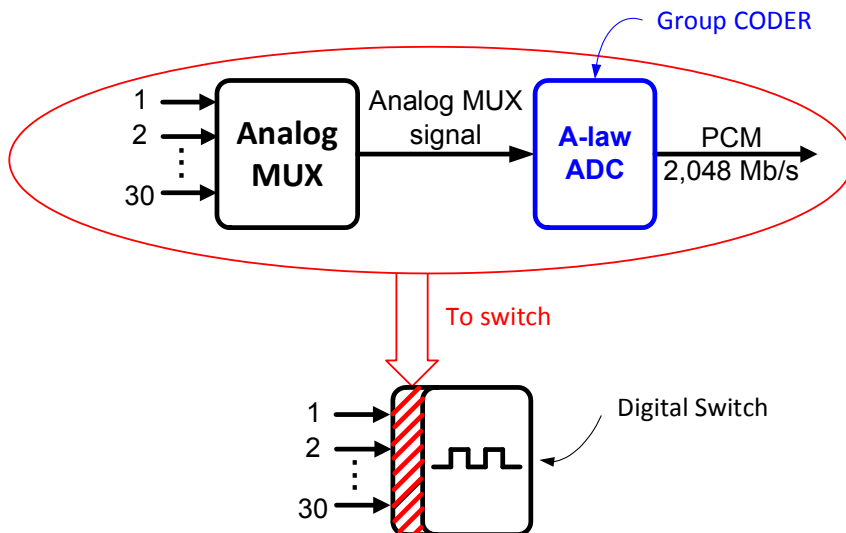 Group CODER
1
2
30
Analog
MUX
Analog MUX
signal
A-law
ADC
PCM
2,048 Mb/s
To switch
1
2
30
Digital Switch